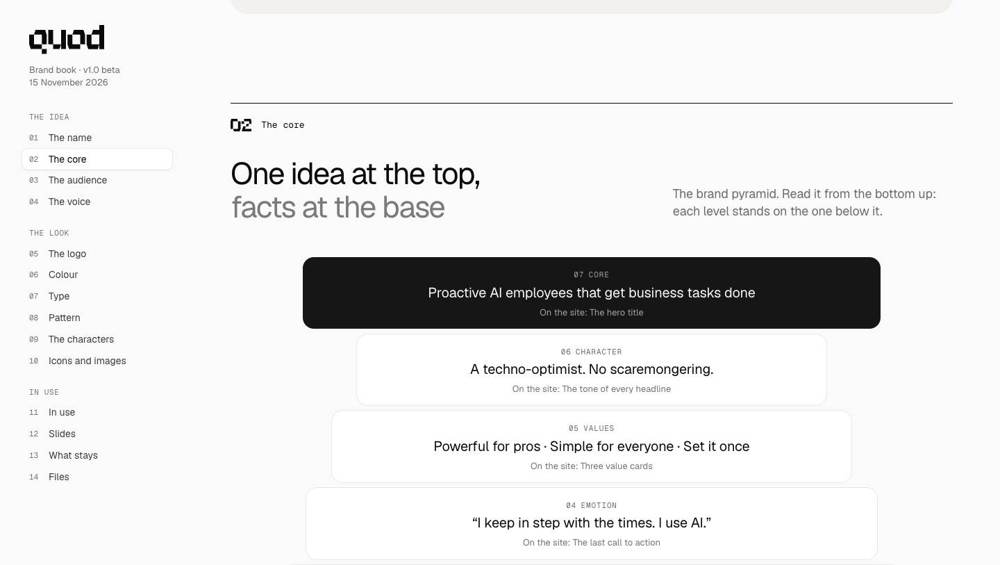 quod
Brand book · v1.0 beta
15 November 2026
THE IDEA
01 The name
02 The core
03 The audience
04 The voice
THE LOOK
05 The logo
06 Colour
07 Type
08 Pattern
09 The characters
10 Icons and images
IN USE
11 In use
12 Slides
13 What stays
14 Files
02 The core
One idea at the top,
facts at the base
The brand pyramid. Read it from the bottom up:
each level stands on the one below it.
07 CORE
Proactive AI employees that get business tasks done
On the site: The hero title
06 CHARACTER
A techno-optimist. No scaremongering.
On the site: The tone of every headline
05 VALUES
Powerful for pros · Simple for everyone · Set it once
On the site: Three value cards
04 EMOTION
“I keep in step with the times. I use AI.”
On the site: The last call to action